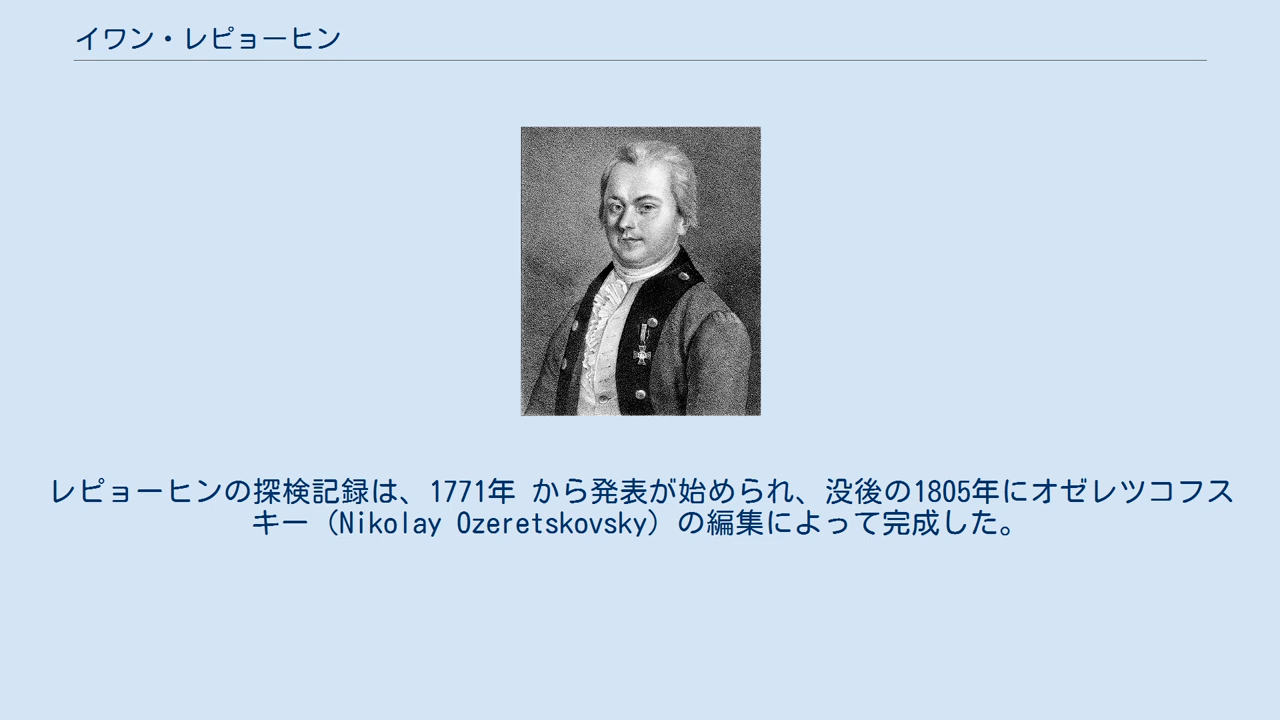 イワン・レピョーヒン
レピョーヒンの探検記録は、1771年 から発表が始められ、没後の1805年にオゼレツコフス
キー（Nikolay Ozeretskovsky）の編集によって完成した。